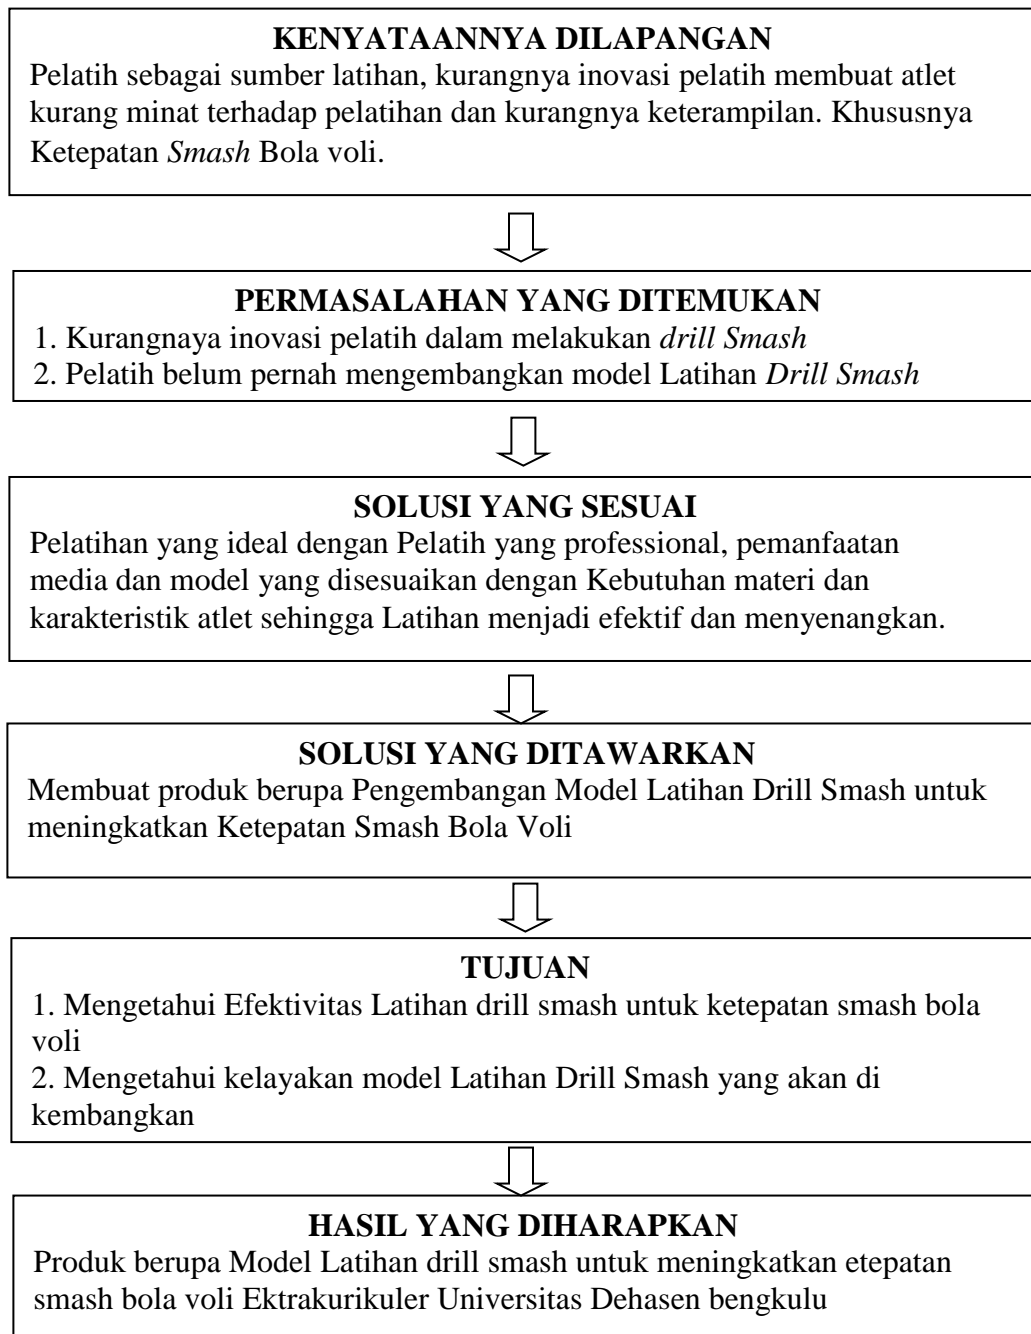 KENYATAANNYA DILAPANGAN
Pelatih sebagai sumber latihan, kurangnya inovasi pelatih membuat atlet
kurang minat terhadap pelatihan dan kurangnya keterampilan. Khususnya
Ketepatan Smash Bola voli.
PERMASALAHAN YANG DITEMUKAN
1. Kurangnaya inovasi pelatih dalam melakukan drill Smash
2. Pelatih belum pernah mengembangkan model Latihan Drill Smash
SOLUSI YANG SESUAI
Pelatihan yang ideal dengan Pelatih yang professional, pemanfaatan
media dan model yang disesuaikan dengan Kebutuhan materi dan
karakteristik atlet sehingga Latihan menjadi efektif dan menyenangkan.
SOLUSI YANG DITAWARKAN
Membuat produk berupa Pengembangan Model Latihan Drill Smash untuk
meningkatkan Ketepatan Smash Bola Voli
TUJUAN
1. Mengetahui Efektivitas Latihan drill smash untuk ketepatan smash bola
voli
2. Mengetahui kelayakan model Latihan Drill Smash yang akan di
kembangkan
HASIL YANG DIHARAPKAN
Produk berupa Model Latihan drill smash untuk meningkatkan etepatan
smash bola voli Ektrakurikuler Universitas Dehasen bengkulu